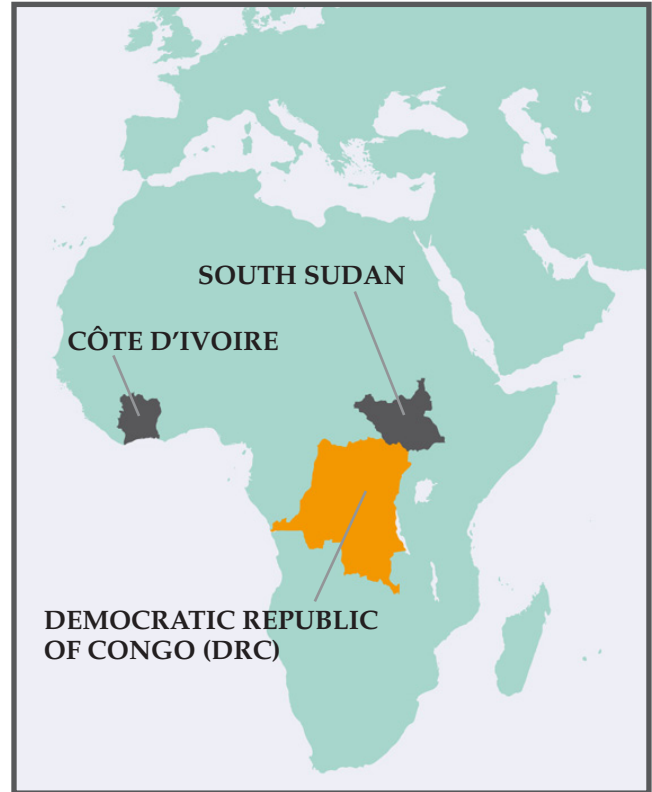 SOUTH SUDAN
CÔTE D’IVOIRE
DEMOCRATIC REPUBLIC
OF CONGO (DRC)